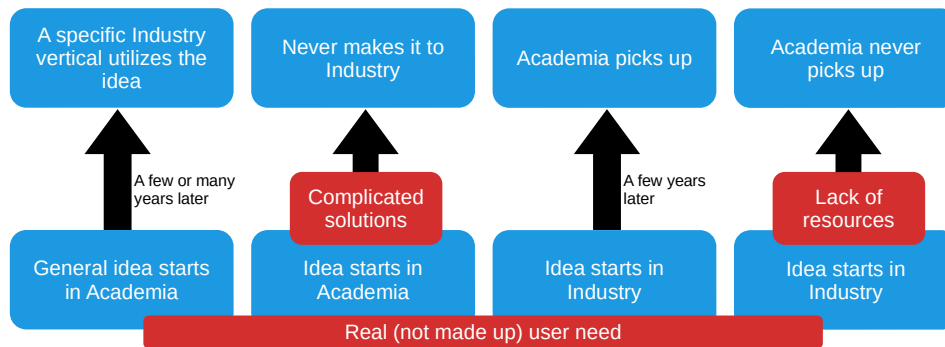 A specific Industry
vertical utilizes the
idea
Never makes it to
Industry
Academia picks up
Academia never
picks up
A few or many
years later
Complicated
solutions
A few years
later
Lack of
resources
General idea starts
in Academia
Idea starts in
Academia
Idea starts in
Industry
Idea starts in
Industry
Real (not made up) user need